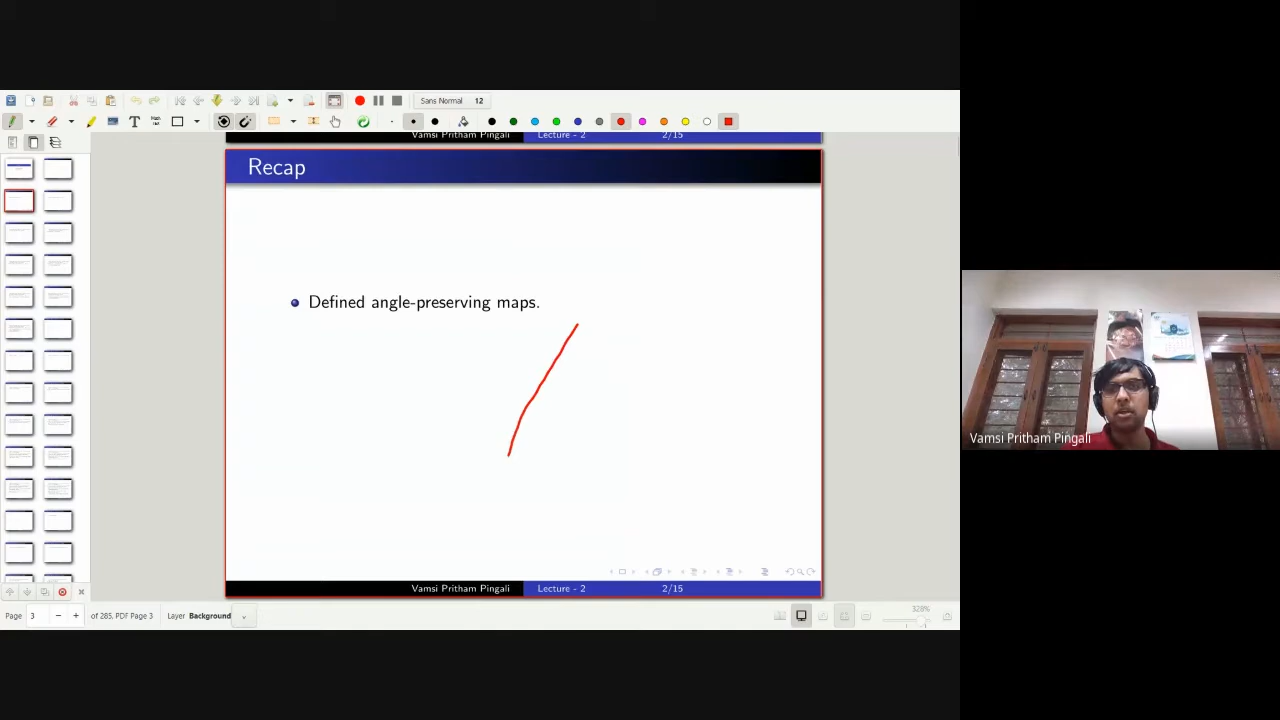 Sans Normal 12
Vamsi Pritham Pingali Lecture - 2 2/15
Recap
Defined angle-preserving maps.
Vamsi Pritham Pingali
Vamsi Pritham Pingali Lecture - 2 2/15
328%
Page 3 of 285, PDF Page 3 Layer Background